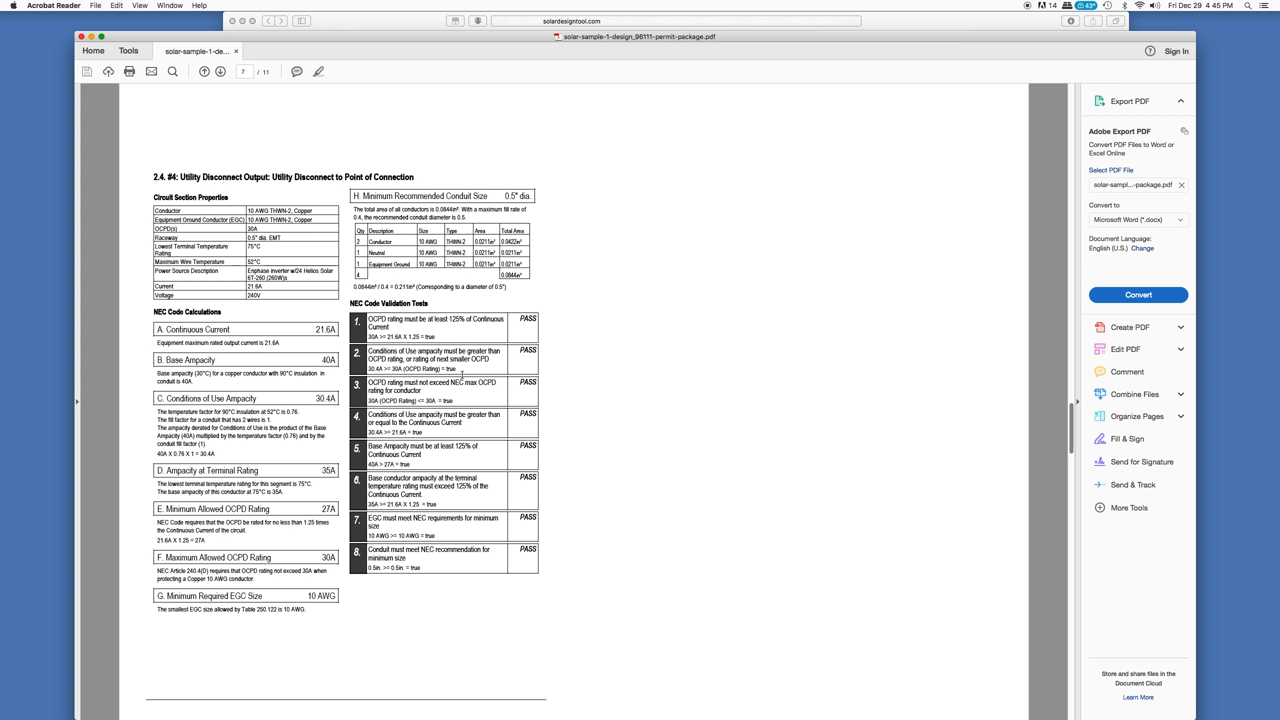 Acrobat Reader File Edit View Window Help
14
43°
Fri Dec 29 4 45 PM
solardesigntool.com
solar-sample-1-design_96111-permit-package.pdf
Home Tools solar-sample-1-de... × Sign In
7 / 11
2.4. #4: Utility Disconnect Output: Utility Disconnect to Point of Connection
Circuit Section Properties
Conductor 10 AWG THWN-2, Copper
Equipment Ground Conductor (EGC) 10 AWG THWN-2, Copper
OCPD(s) 30A
Raceway 0.5" dia. EMT
Lowest Terminal Temperature 75°C
Rating
Maximum Wire Temperature 52°C
Power Source Description Enphase inverter w/24 Helios Solar
6T-260 (260W)s
Current 21.6A
Voltage 240V
NEC Code Calculations
A. Continuous Current 21.6A
Equipment maximum rated output current is 21.6A
B. Base Ampacity 40A
Base ampacity (30°C) for a copper conductor with 90°C insulation in
conduit is 40A.
C. Conditions of Use Ampacity 30.4A
The temperature factor for 90°C insulation at 52°C is 0.76.
The fill factor for a conduit that has 2 wires is 1.
The ampacity derated for Conditions of Use is the product of the Base
Ampacity (40A) multiplied by the temperature factor (0.76) and by the
conduit fill factor (1).
40A X 0.76 X 1 = 30.4A
D. Ampacity at Terminal Rating 35A
The lowest terminal temperature rating for this segment is 75°C.
The base ampacity of this conductor at 75°C is 35A.
E. Minimum Allowed OCPD Rating 27A
NEC Code requires that the OCPD be rated for no less than 1.25 times
the Continuous Current of the circuit.
21.6A X 1.25 = 27A
F. Maximum Allowed OCPD Rating 30A
NEC Article 240.4(D) requires that OCPD rating not exceed 30A when
protecting a Copper 10 AWG conductor.
G. Minimum Required EGC Size 10 AWG
The smallest EGC size allowed by Table 250.122 is 10 AWG.
H. Minimum Recommended Conduit Size 0.5" dia.
The total area of all conductors is 0.0844in². With a maximum fill rate of
0.4, the recommended conduit diameter is 0.5.
Qty Description Size Type Area Total Area
2 Conductor 10 AWG THWN-2 0.0211in² 0.0422in²
1 Neutral 10 AWG THWN-2 0.0211in² 0.0211in²
1 Equipment Ground 10 AWG THWN-2 0.0211in² 0.0211in²
4 0.0844in²
0.0844in² / 0.4 = 0.211in² (Corresponding to a diameter of 0.5")
NEC Code Validation Tests
1. OCPD rating must be at least 125% of Continuous PASS
Current
30A >= 21.6A X 1.25 = true
2. Conditions of Use ampacity must be greater than PASS
OCPD rating, or rating of next smaller OCPD
30.4A >= 30A (OCPD Rating) = true
3. OCPD rating must not exceed NEC max OCPD PASS
rating for conductor
30A (OCPD Rating) <= 30A = true
4. Conditions of Use ampacity must be greater than PASS
or equal to the Continuous Current
30.4A >= 21.6A = true
5. Base Ampacity must be at least 125% of PASS
Continuous Current
40A > 27A = true
6. Base conductor ampacity at the terminal PASS
temperature rating must exceed 125% of the
Continuous Current.
35A >= 21.6A X 1.25 = true
7. EGC must meet NEC requirements for minimum PASS
size
10 AWG >= 10 AWG = true
8. Conduit must meet NEC recommendation for PASS
minimum size
0.5in. >= 0.5in. = true
Export PDF
Adobe Export PDF
Convert PDF Files to Word or
Excel Online
Select PDF File
solar-sampl...-package.pdf ×
Convert to
Microsoft Word (*.docx)
Document Language:
English (U.S.) Change
Convert
Create PDF
Edit PDF
Comment
Combine Files
Organize Pages
Fill & Sign
Send for Signature
Send & Track
More Tools
Store and share files in the
Document Cloud
Learn More